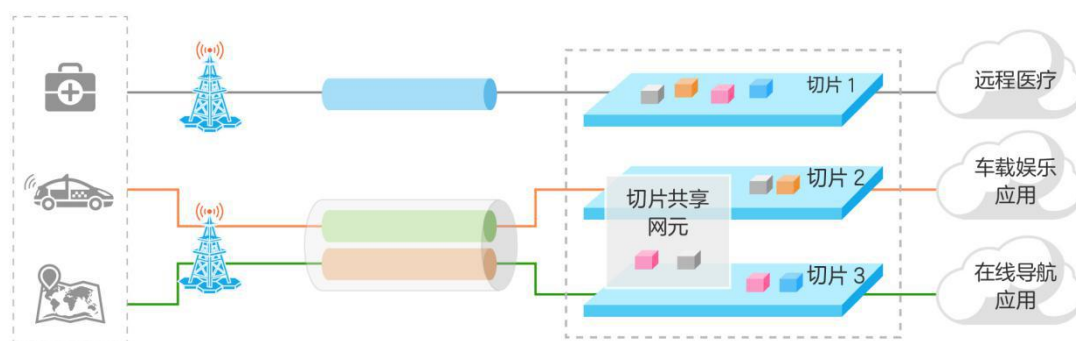 切片 1
远程医疗
切片 2
车载娱乐
应用
切片共享
网元
切片 3
在线导航
应用